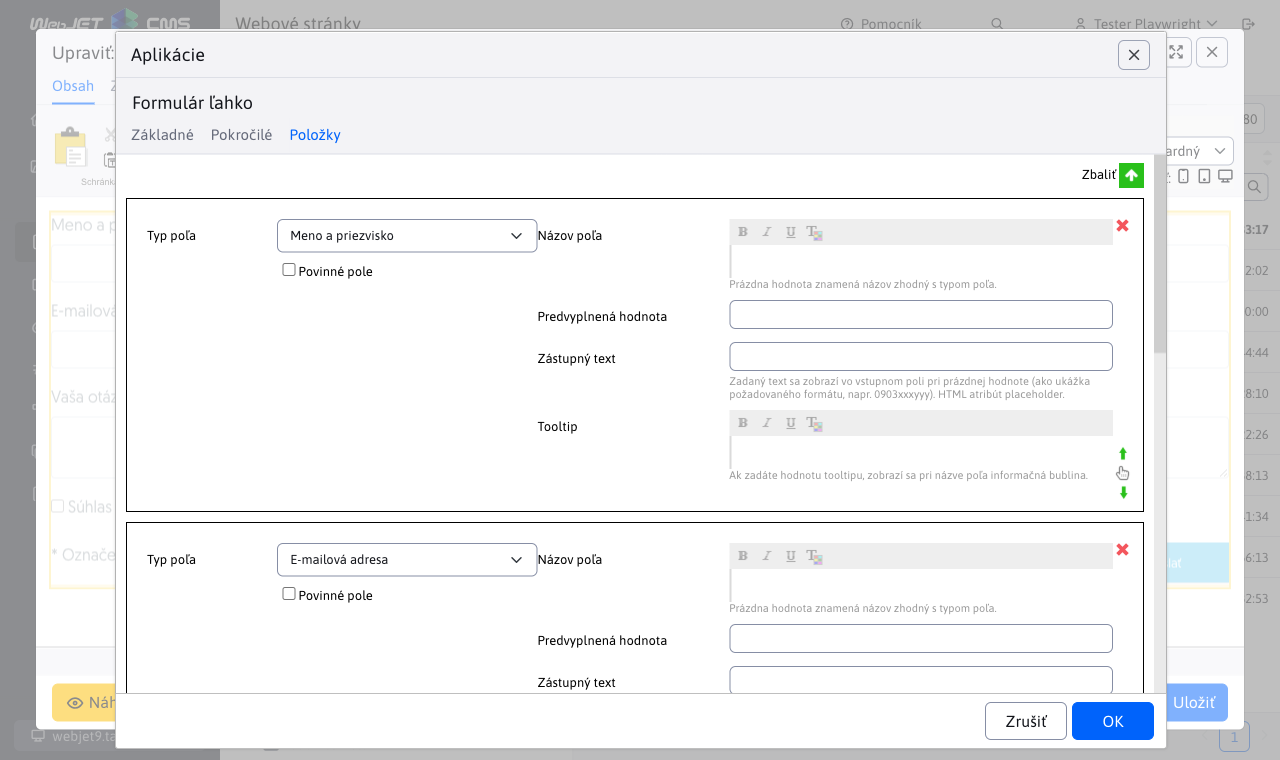 WebJET CMS
Webové stránky
Pomocník
Tester Playwright
Upraviť:
Aplikácie
Obsah
Formulár ľahko
Základné
Pokročilé
Položky
80
Schránka
Zbaliť
Meno a p
Typ poľa
Meno a priezvisko
Názov poľa
B I U T
3:17
Povinné pole
2:02
Prázdna hodnota znamená názov zhodný s typom poľa.
E-mailová
Predvyplnená hodnota
0:00
Zástupný text
4:44
Zadaný text sa zobrazí vo vstupnom poli pri prázdnej hodnote (ako ukážka
požadovaného formátu, napr. 0903xxxyyy). HTML atribút placeholder.
Vaša otáz
8:10
Tooltip
B I U T
2:26
Ak zadáte hodnotu tooltipu, zobrazí sa pri názve poľa informačná bublina.
8:13
Súhlas
1:34
* Označe
Typ poľa
E-mailová adresa
Názov poľa
B I U T
6:13
Povinné pole
2:53
Prázdna hodnota znamená názov zhodný s typom poľa.
Predvyplnená hodnota
Zástupný text
Náh
Uložiť
Zrušiť
OK
webjet9.ta
1